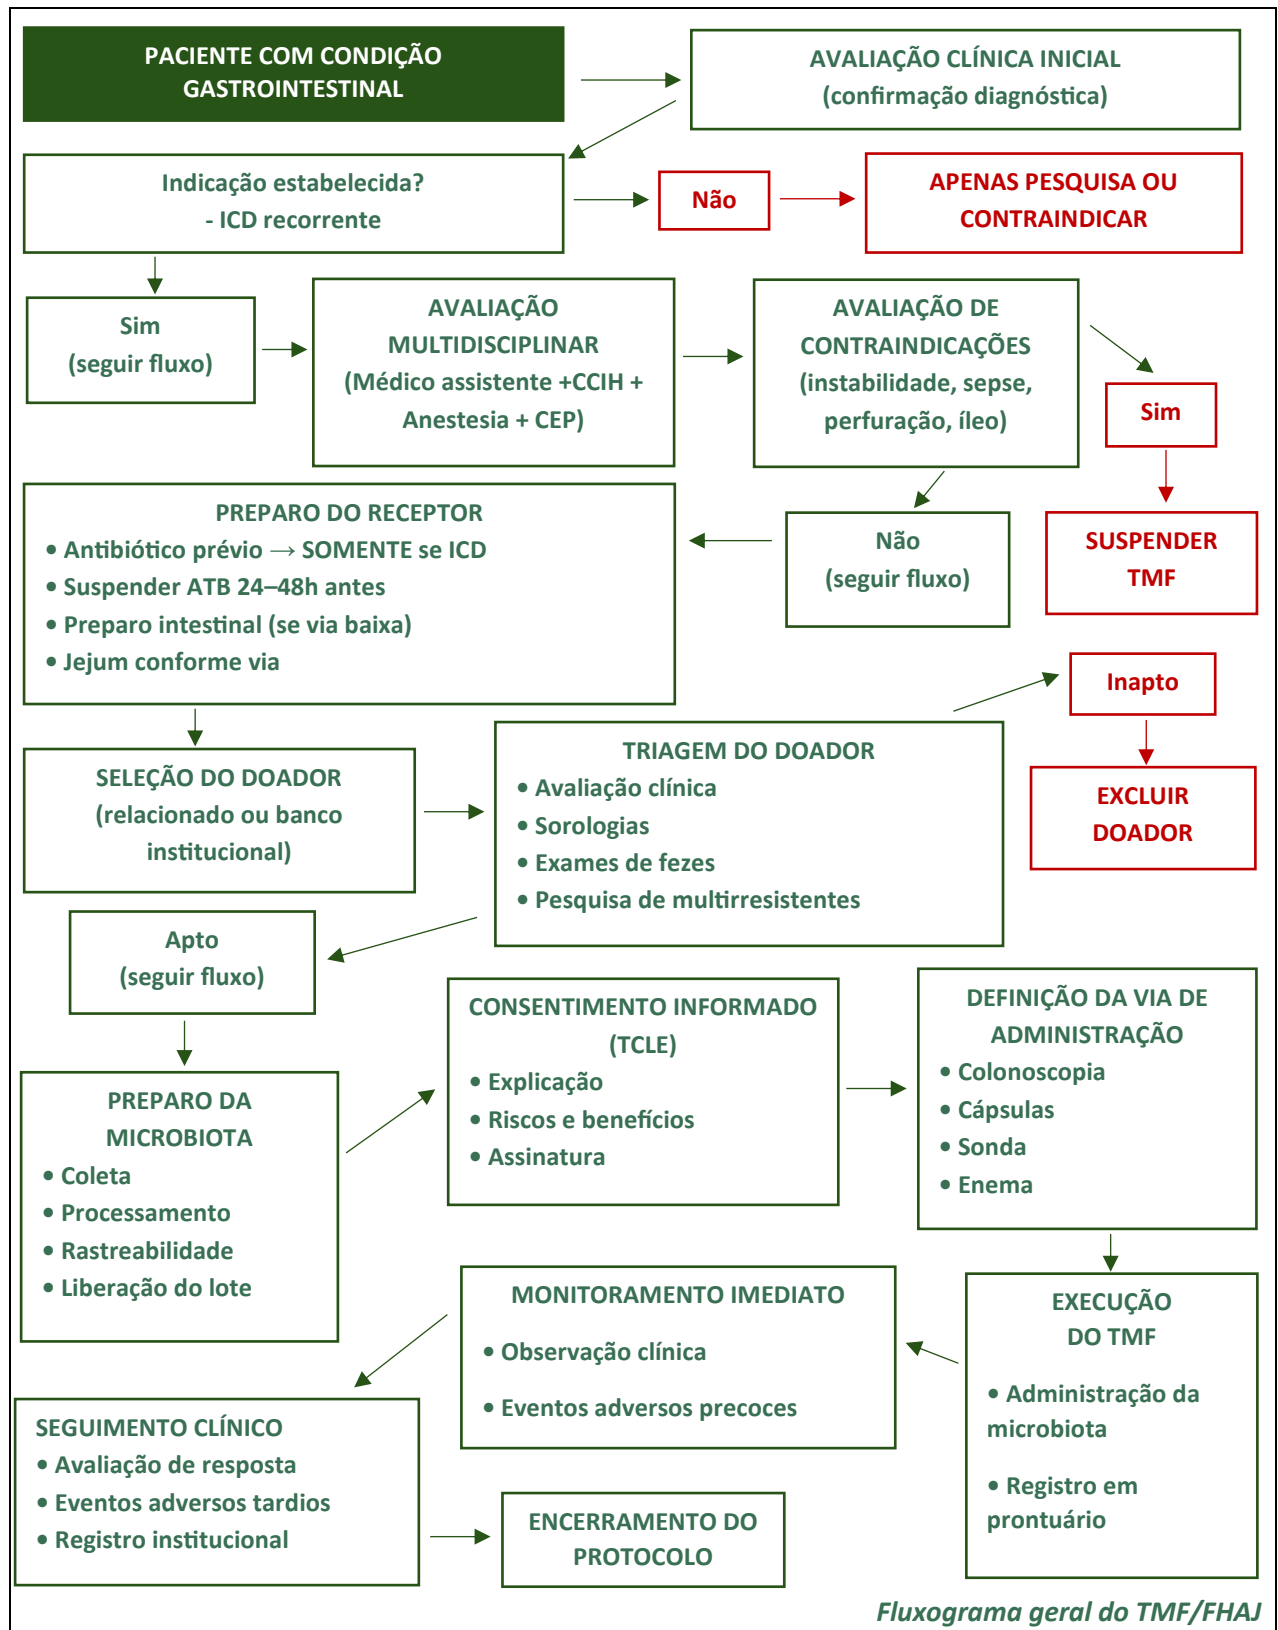 PACIENTE COM CONDIÇÃO
GASTROINTESTINAL
AVALIAÇÃO CLÍNICA INICIAL
(confirmação diagnóstica)
Indicação estabelecida?
- ICD recorrente
Não
APENAS PESQUISA OU
CONTRAINDICAR
Sim
(seguir fluxo)
AVALIAÇÃO
MULTIDISCIPLINAR
(Médico assistente +CCIH +
Anestesia + CEP)
AVALIAÇÃO DE
CONTRAINDICAÇÕES
(instabilidade, sepse,
perfuração, íleo)
Sim
SUSPENDER
TMF
Não
(seguir fluxo)
PREPARO DO RECEPTOR
• Antibiótico prévio → SOMENTE se ICD
• Suspender ATB 24–48h antes
• Preparo intestinal (se via baixa)
• Jejum conforme via
SELEÇÃO DO DOADOR
(relacionado ou banco
institucional)
TRIAGEM DO DOADOR
• Avaliação clínica
• Sorologias
• Exames de fezes
• Pesquisa de multirresistentes
Inapto
EXCLUIR
DOADOR
Apto
(seguir fluxo)
PREPARO DA
MICROBIOTA
• Coleta
• Processamento
• Rastreabilidade
• Liberação do lote
CONSENTIMENTO INFORMADO
(TCLE)
• Explicação
• Riscos e benefícios
• Assinatura
DEFINIÇÃO DA VIA DE
ADMINISTRAÇÃO
• Colonoscopia
• Cápsulas
• Sonda
• Enema
EXECUÇÃO
DO TMF
• Administração da
microbiota
• Registro em
prontuário
MONITORAMENTO IMEDIATO
• Observação clínica
• Eventos adversos precoces
SEGUIMENTO CLÍNICO
• Avaliação de resposta
• Eventos adversos tardios
• Registro institucional
ENCERRAMENTO DO
PROTOCOLO
Fluxograma geral do TMF/FHAJ